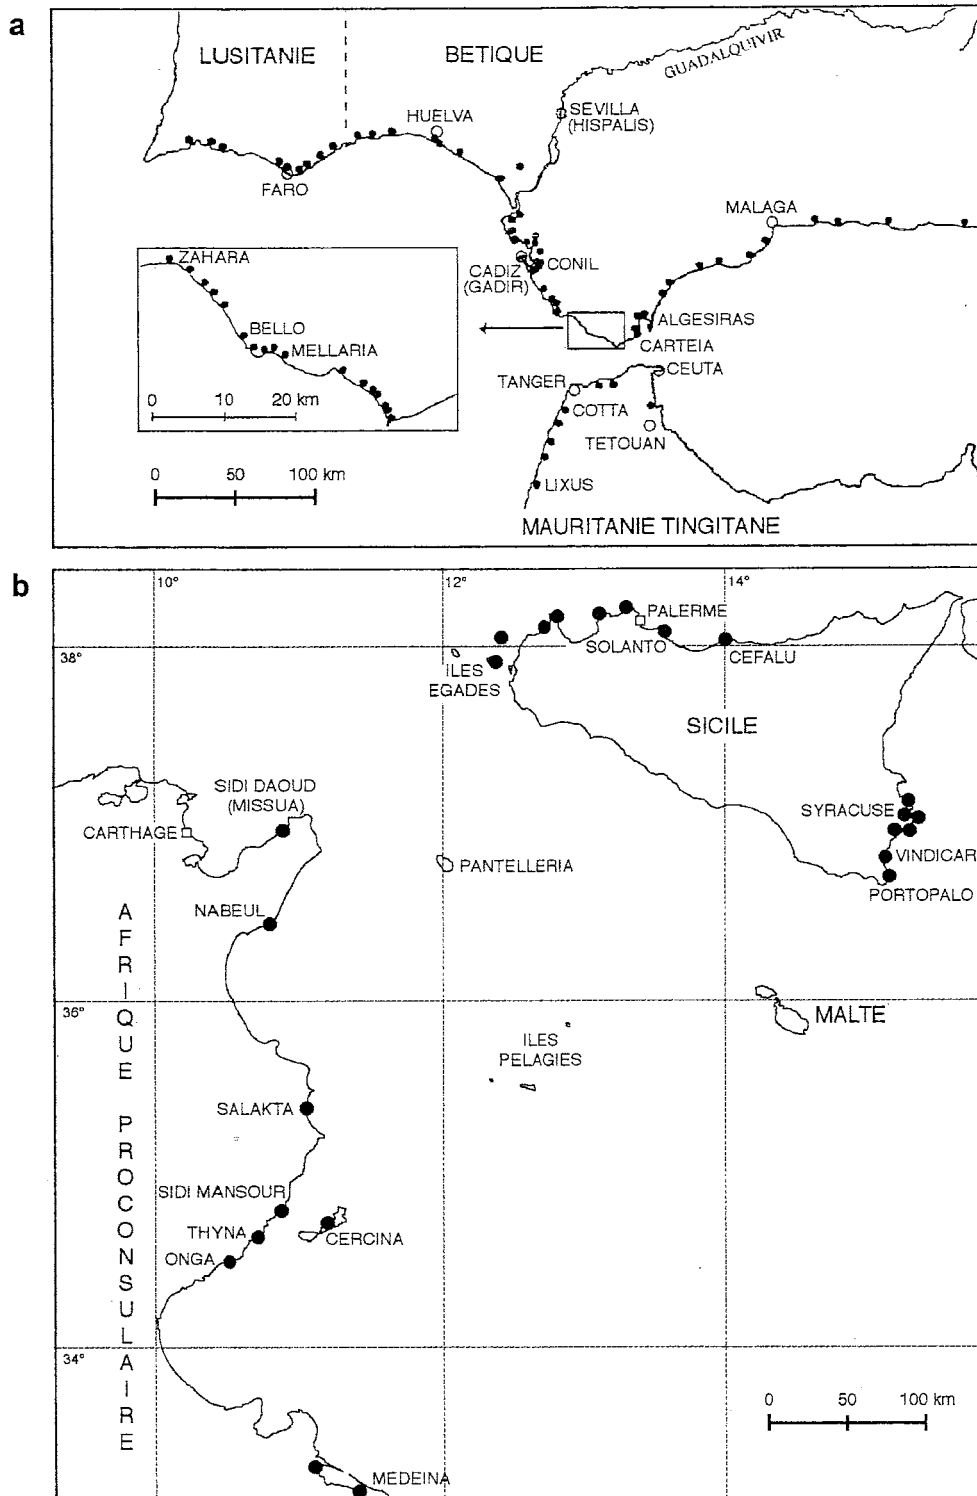 a
LUSITANIE
BETIQUE
GUADALQUIVIR
HUELVA
SEVILLA
(HISPALIS)
FARO
MALAGA
ZAHARA
CADIZ
(GADIR)
CONIL
BELLO
MELLARIA
ALGESIRAS
CARTEIA
0 10 20 km
TANGER
CEUTA
COTTA
TETOUAN
0 50 100 km
LIXUS
MAURITANIE TINGITANE
b
10°
12°
14°
38°
PALERME
SOLANTO
CEFALU
ILES
EGADES
SICILE
SIDI DAOUD
(MISSUA)
CARTHAGE
SYRACUSE
PANTELLERIA
VINDICARI
PORTOPALO
NABEUL
AFRIQUE PROCONSULAIRE
36°
MALTE
ILES
PELAGIES
SALAKTA
SIDI MANSOUR
THYNA
CERCINA
ONGA
34°
0 50 100 km
MEDEINA